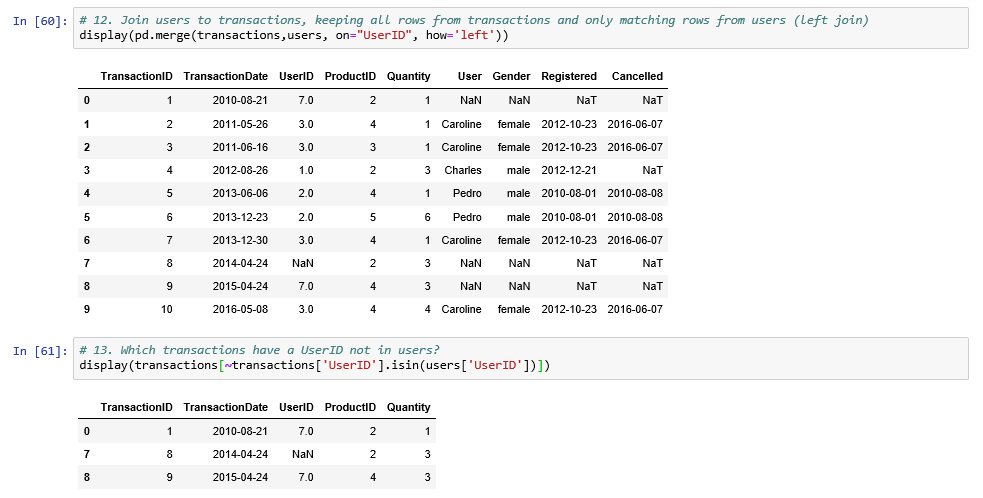 In [60]: # 12. Join users to transactions, keeping all rows from transactions and only matching rows from users (left join)
display(pd.merge(transactions,users, on="UserID", how='left'))
TransactionID TransactionDate UserID ProductID Quantity User Gender Registered Cancelled
0 1 2010-08-21 7.0 2 1 NaN NaN NaT NaT
1 2 2011-05-26 3.0 4 1 Caroline female 2012-10-23 2016-06-07
2 3 2011-06-16 3.0 3 1 Caroline female 2012-10-23 2016-06-07
3 4 2012-08-26 1.0 2 3 Charles male 2012-12-21 NaT
4 5 2013-06-06 2.0 4 1 Pedro male 2010-08-01 2010-08-08
5 6 2013-12-23 2.0 5 6 Pedro male 2010-08-01 2010-08-08
6 7 2013-12-30 3.0 4 1 Caroline female 2012-10-23 2016-06-07
7 8 2014-04-24 NaN 2 3 NaN NaN NaT NaT
8 9 2015-04-24 7.0 4 3 NaN NaN NaT NaT
9 10 2016-05-08 3.0 4 4 Caroline female 2012-10-23 2016-06-07
In [61]: # 13. Which transactions have a UserID not in users?
display(transactions[~transactions['UserID'].isin(users['UserID'])])
TransactionID TransactionDate UserID ProductID Quantity
0 1 2010-08-21 7.0 2 1
7 8 2014-04-24 NaN 2 3
8 9 2015-04-24 7.0 4 3